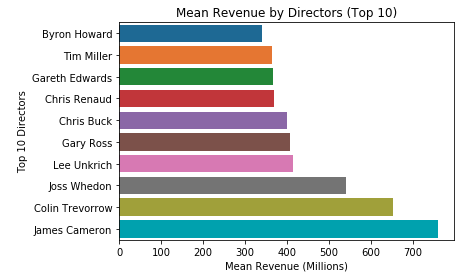 Mean Revenue by Directors (Top 10)
Top 10 Directors
Byron Howard
Tim Miller
Gareth Edwards
Chris Renaud
Chris Buck
Gary Ross
Lee Unkrich
Joss Whedon
Colin Trevorrow
James Cameron
0 100 200 300 400 500 600 700
Mean Revenue (Millions)